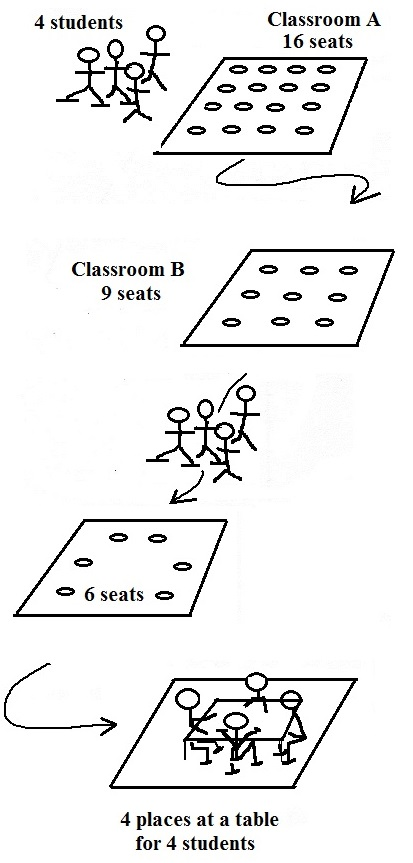 4 students
Classroom A
16 seats
Classroom B
9 seats
6 seats
4 places at a table
for 4 students